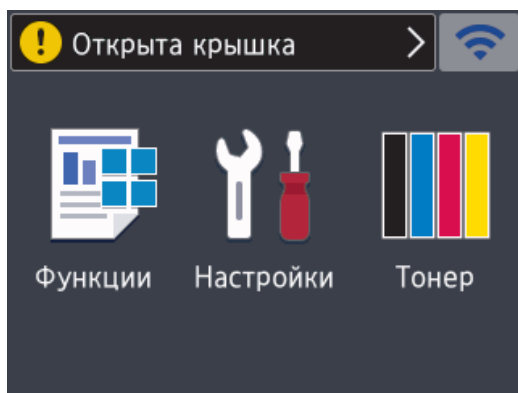 Открыта крышка
Функции Настройки Тонер